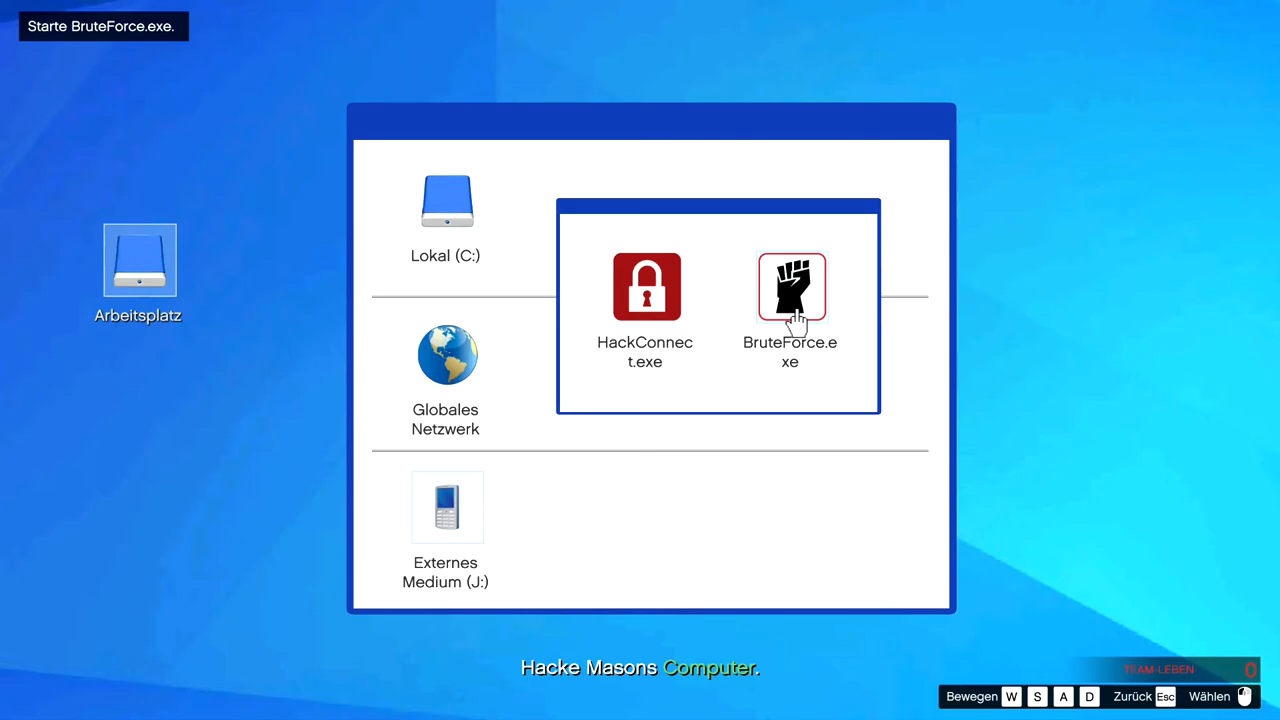 Starte BruteForce.exe.
Lokal (C:)
Arbeitsplatz
HackConnec
t.exe
BruteForce.e
xe
Globales
Netzwerk
Externes
Medium (J:)
Hacke Masons Computer.
TEAM-LEBEN 0
Bewegen W S A D Zurück Esc Wählen